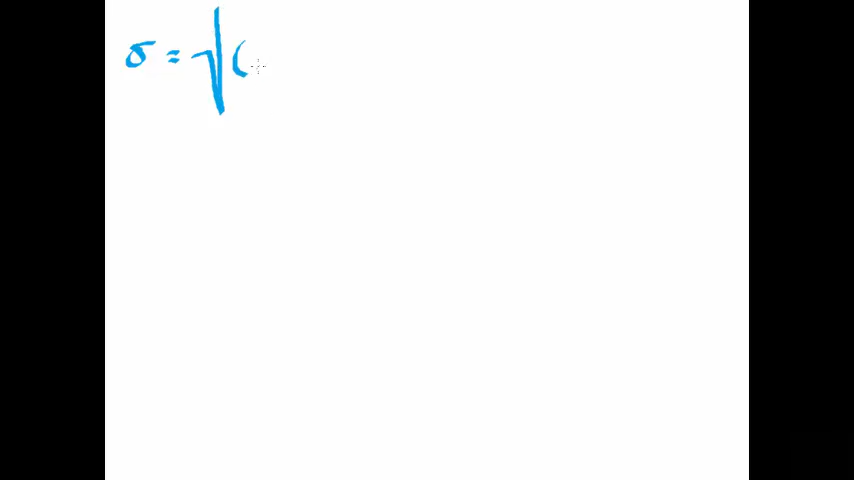 σ = √(